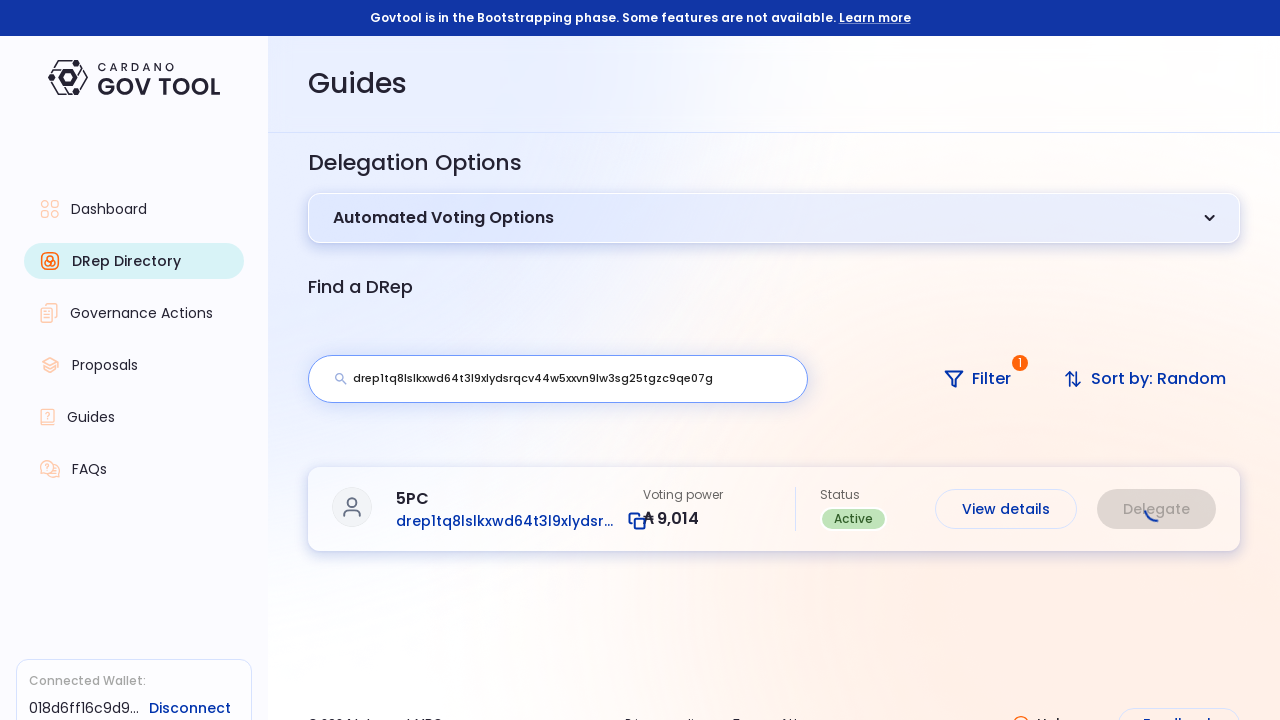 Govtool is in the Bootstrapping phase. Some features are not available. Learn more
CARDANO
GOV TOOL
Guides
Delegation Options
Dashboard
Automated Voting Options
DRep Directory
Find a DRep
Governance Actions
Proposals
drep1tq8lslkxwd64t3l9xlydsrqcv44w5xxvn9lw3sg25tgzc9qe07g
Filter
1
Sort by: Random
Guides
FAQs
5PC
drep1tq8lslkxwd64t3l9xlydsr...
Voting power
₳ 9,014
Status
Active
View details
Delegate
Connected Wallet:
018d6ff16c9d9...
Disconnect